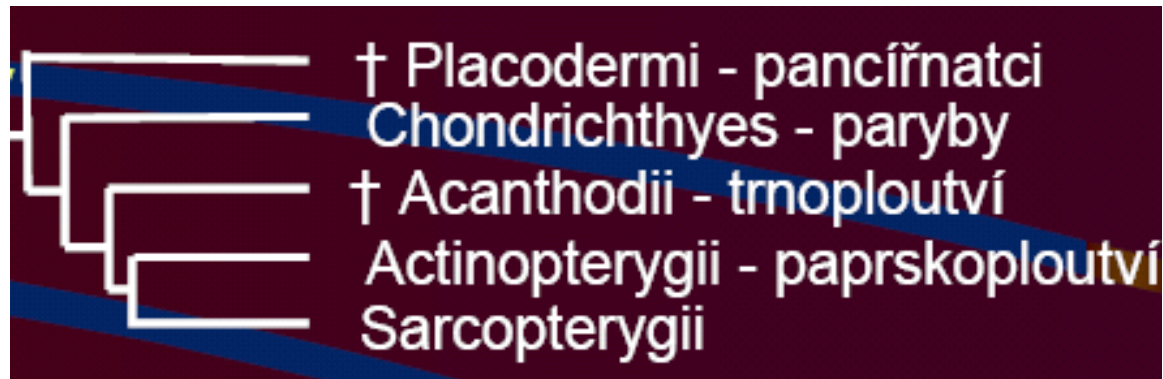 † Placodermi - pancířnatci
Chondrichthyes - paryby
† Acanthodii - trnoploutví
Actinopterygii - paprskoploutví
Sarcopterygii